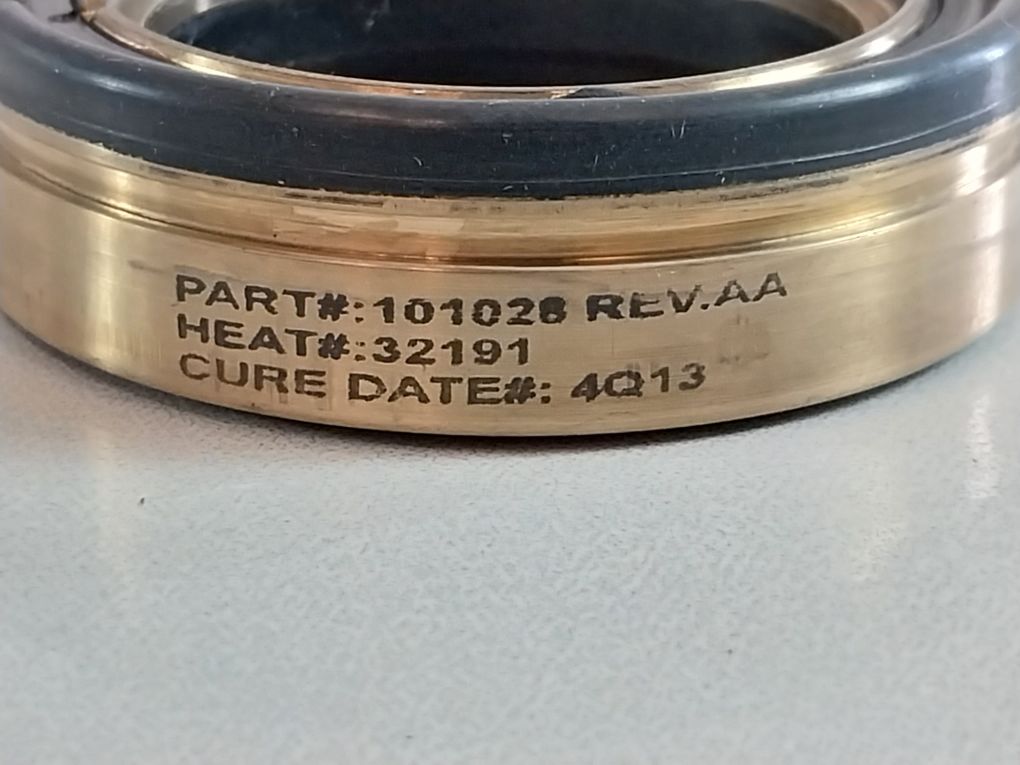 PART#:101028 REV.AA
HEAT#:32191
CURE DATE#: 4Q13